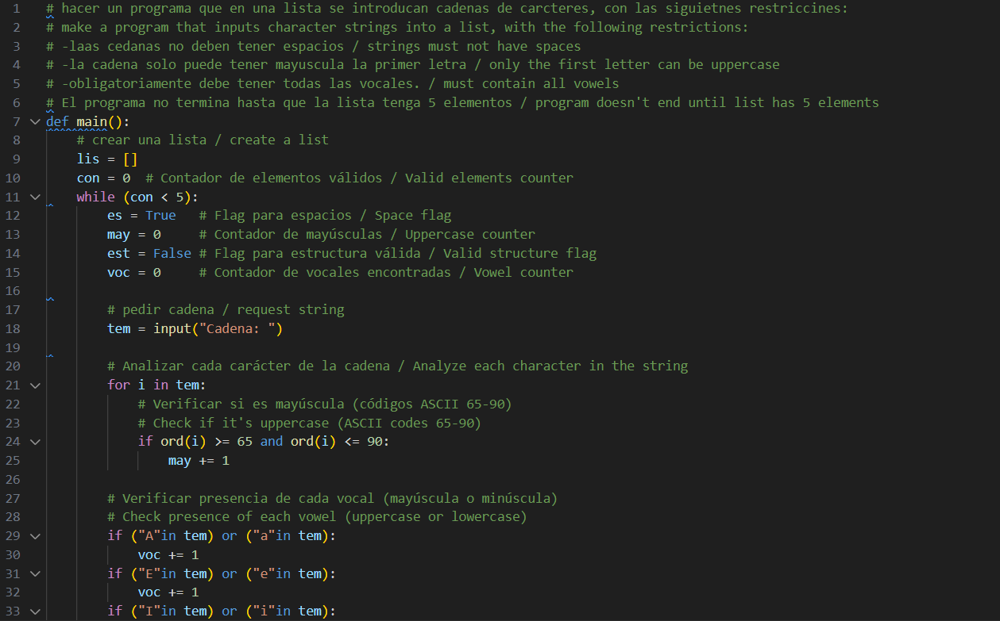 1 # hacer un programa que en una lista se introducan cadenas de carcteres, con las siguietnes restriccines:
2 # make a program that inputs character strings into a list, with the following restrictions:
3 # -laas cedanas no deben tener espacios / strings must not have spaces
4 # -la cadena solo puede tener mayuscula la primer letra / only the first letter can be uppercase
5 # -obligatoriamente debe tener todas las vocales. / must contain all vowels
6 # El programa no termina hasta que la lista tenga 5 elementos / program doesn't end until list has 5 elements
7 def main():
8 # crear una lista / create a list
9 lis = []
10 con = 0 # Contador de elementos válidos / Valid elements counter
11 while (con < 5):
12 es = True # Flag para espacios / Space flag
13 may = 0 # Contador de mayúsculas / Uppercase counter
14 est = False # Flag para estructura válida / Valid structure flag
15 voc = 0 # Contador de vocales encontradas / Vowel counter
16
17 # pedir cadena / request string
18 tem = input("Cadena: ")
19
20 # Analizar cada carácter de la cadena / Analyze each character in the string
21 for i in tem:
22 # Verificar si es mayúscula (códigos ASCII 65-90)
23 # Check if it's uppercase (ASCII codes 65-90)
24 if ord(i) >= 65 and ord(i) <= 90:
25 may += 1
26
27 # Verificar presencia de cada vocal (mayúscula o minúscula)
28 # Check presence of each vowel (uppercase or lowercase)
29 if ("A"in tem) or ("a"in tem):
30 voc += 1
31 if ("E"in tem) or ("e"in tem):
32 voc += 1
33 if ("I"in tem) or ("i"in tem):